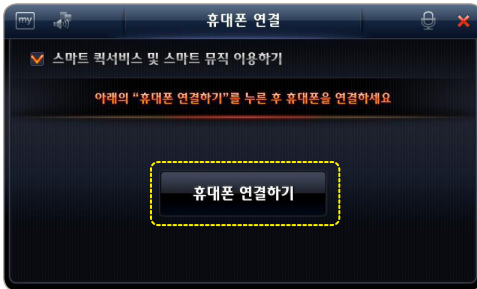 my
휴대폰 연결
스마트 퀵서비스 및 스마트 뮤직 이용하기
아래의 “휴대폰 연결하기”를 누른 후 휴대폰을 연결하세요
휴대폰 연결하기